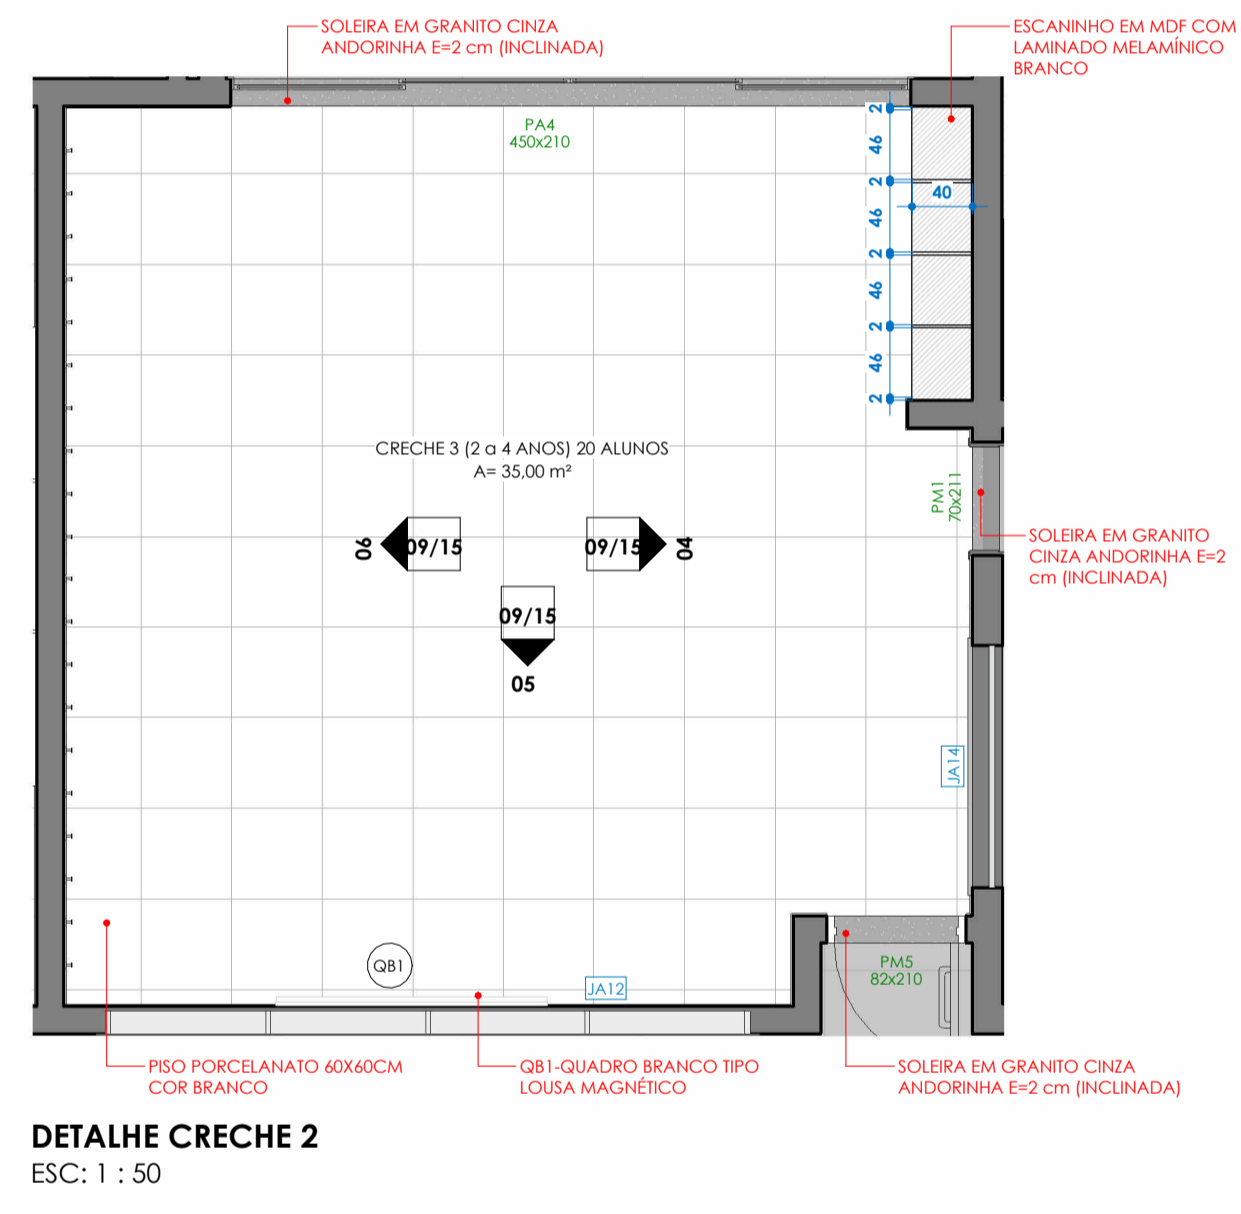 SOLEIRA EM GRANITO CINZA
ANDORINHA E=2 cm (INCLINADA)
ESCANINHO EM MDF COM
LAMINADO MELAMÍNICO
BRANCO
PA4
450x210
2
46
2
40
46
2
46
2
46
2
CRECHE 3 (2 a 4 ANOS) 20 ALUNOS
A= 35,00 m²
PM1
70x211
SOLEIRA EM GRANITO
CINZA ANDORINHA E=2
cm (INCLINADA)
06
09/15
09/15
04
09/15
05
JA14
QB1
JA12
PM5
82x210
PISO PORCELANATO 60X60CM
COR BRANCO
QB1-QUADRO BRANCO TIPO
LOUSA MAGNÉTICO
SOLEIRA EM GRANITO CINZA
ANDORINHA E=2 cm (INCLINADA)
DETALHE CRECHE 2
ESC: 1 : 50